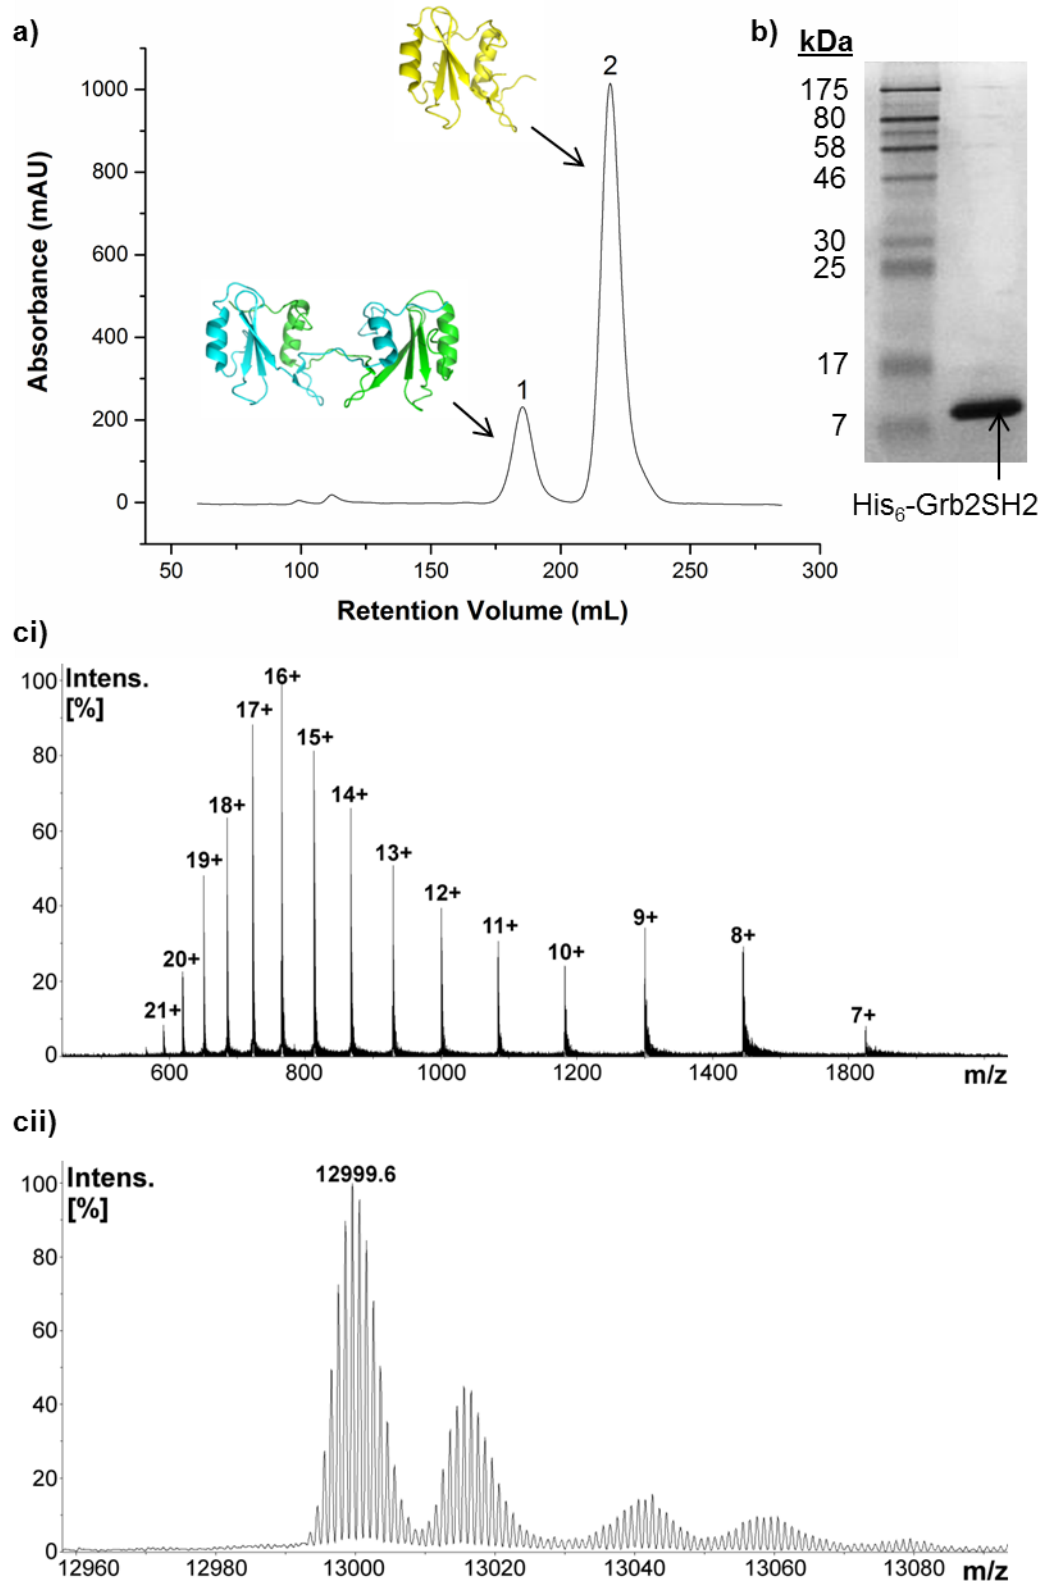 a)
2
1
1000
800
600
400
200
0
Absorbance (mAU)
50 100 150 200 250 300
Retention Volume (mL)
b)
kDa
175
80
58
46
30
25
17
7
His6-Grb2SH2
ci)
Intens.
[%]
100
80
60
40
20
0
21+ 20+ 19+ 18+ 17+ 16+ 15+ 14+ 13+ 12+ 11+ 10+ 9+ 8+ 7+
600 800 1000 1200 1400 1600 1800 m/z
cii)
Intens.
[%]
12999.6
100
80
60
40
20
0
12960 12980 13000 13020 13040 13060 13080 m/z